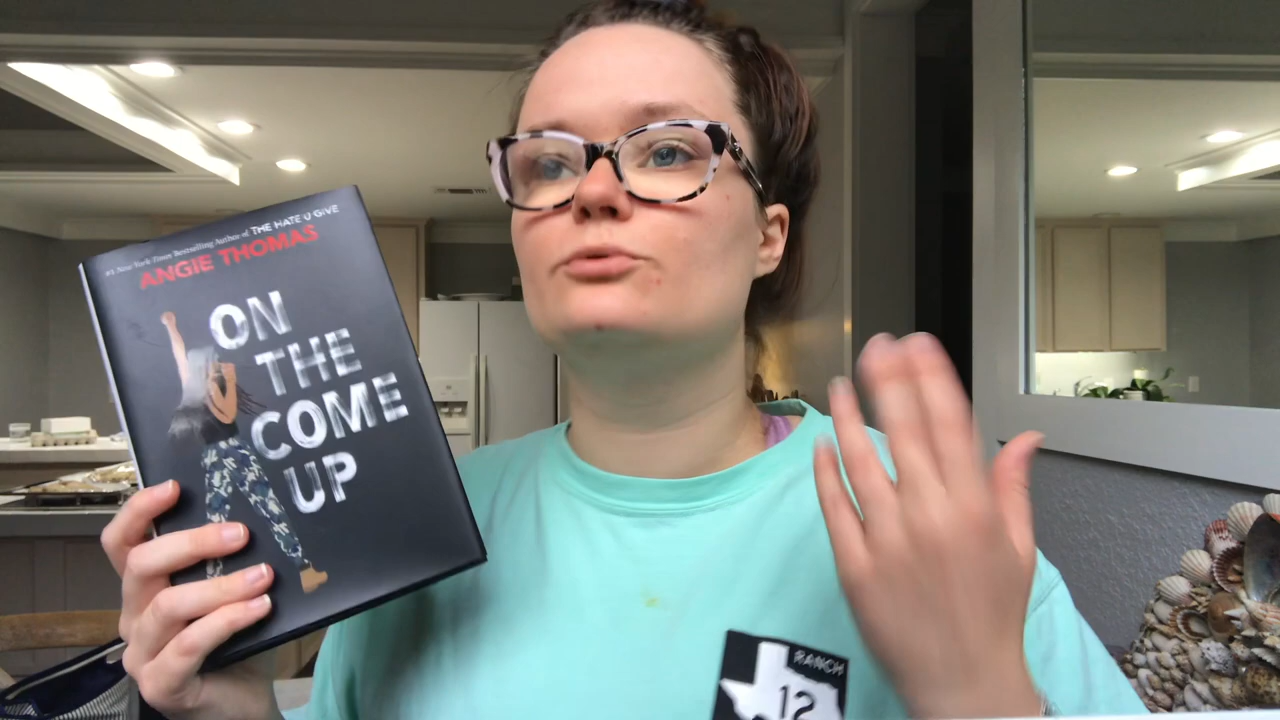 #1 New York Times Bestselling Author of THE HATE U GIVE
ANGIE THOMAS
ON
THE
COME
UP
RANCH
12